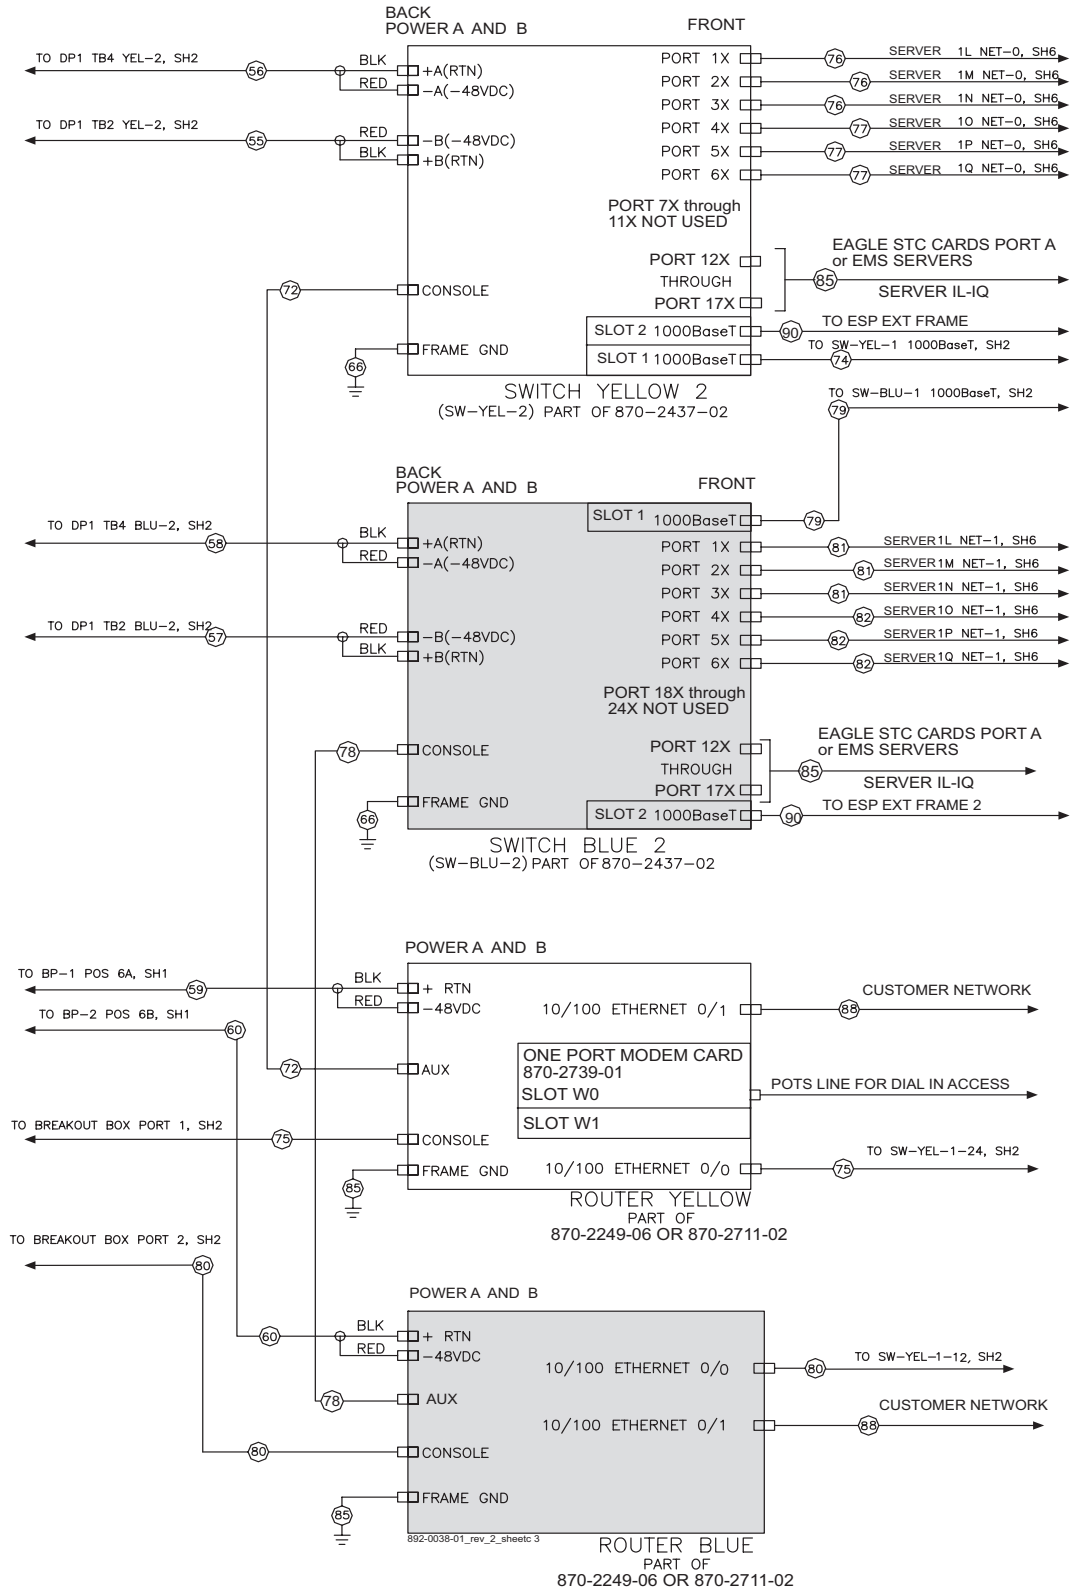 BACK
POWER A AND B
FRONT
TO DP1 TB4 YEL-2, SH2
56
BLK
RED
+A(RTN)
-A(-48VDC)
TO DP1 TB2 YEL-2, SH2
55
RED
BLK
-B(-48VDC)
+B(RTN)
PORT 1X 76 SERVER 1L NET-0, SH6
PORT 2X 76 SERVER 1M NET-0, SH6
PORT 3X 76 SERVER 1N NET-0, SH6
PORT 4X 77 SERVER 1O NET-0, SH6
PORT 5X 77 SERVER 1P NET-0, SH6
PORT 6X 77 SERVER 1Q NET-0, SH6
PORT 7X through
11X NOT USED
PORT 12X
THROUGH
PORT 17X
85
EAGLE STC CARDS PORT A
or EMS SERVERS
SERVER IL-IQ
72 CONSOLE
66 FRAME GND
SLOT 2 1000BaseT 90 TO ESP EXT FRAME
SLOT 1 1000BaseT 74 TO SW-YEL-1 1000BaseT, SH2
SWITCH YELLOW 2
(SW-YEL-2) PART OF 870-2437-02
TO SW-BLU-1 1000BaseT, SH2
79
BACK
POWER A AND B
FRONT
SLOT 1 1000BaseT 79
TO DP1 TB4 BLU-2, SH2
58
BLK
RED
+A(RTN)
-A(-48VDC)
TO DP1 TB2 BLU-2, SH2
57
RED
BLK
-B(-48VDC)
+B(RTN)
PORT 1X 81 SERVER 1L NET-1, SH6
PORT 2X 81 SERVER 1M NET-1, SH6
PORT 3X 81 SERVER 1N NET-1, SH6
PORT 4X 82 SERVER 1O NET-1, SH6
PORT 5X 82 SERVER 1P NET-1, SH6
PORT 6X 82 SERVER 1Q NET-1, SH6
PORT 18X through
24X NOT USED
78 CONSOLE
66 FRAME GND
PORT 12X
THROUGH
PORT 17X
85
EAGLE STC CARDS PORT A
or EMS SERVERS
SERVER IL-IQ
SLOT 2 1000BaseT 90 TO ESP EXT FRAME 2
SWITCH BLUE 2
(SW-BLU-2) PART OF 870-2437-02
POWER A AND B
TO BP-1 POS 6A, SH1
59
BLK
RED
+ RTN
-48VDC
TO BP-2 POS 6B, SH1
60
10/100 ETHERNET 0/1 88 CUSTOMER NETWORK
ONE PORT MODEM CARD
870-2739-01
SLOT W0
POTS LINE FOR DIAL IN ACCESS
SLOT W1
72 AUX
TO BREAKOUT BOX PORT 1, SH2
75 CONSOLE
85 FRAME GND
10/100 ETHERNET 0/0 75 TO SW-YEL-1-24, SH2
ROUTER YELLOW
PART OF
870-2249-06 OR 870-2711-02
TO BREAKOUT BOX PORT 2, SH2
80
POWER A AND B
60
BLK
RED
+ RTN
-48VDC
78 AUX
80 CONSOLE
85 FRAME GND
10/100 ETHERNET 0/0 80 TO SW-YEL-1-12, SH2
10/100 ETHERNET 0/1 88 CUSTOMER NETWORK
892-0038-01_rev_2_sheetc 3
ROUTER BLUE
PART OF
870-2249-06 OR 870-2711-02